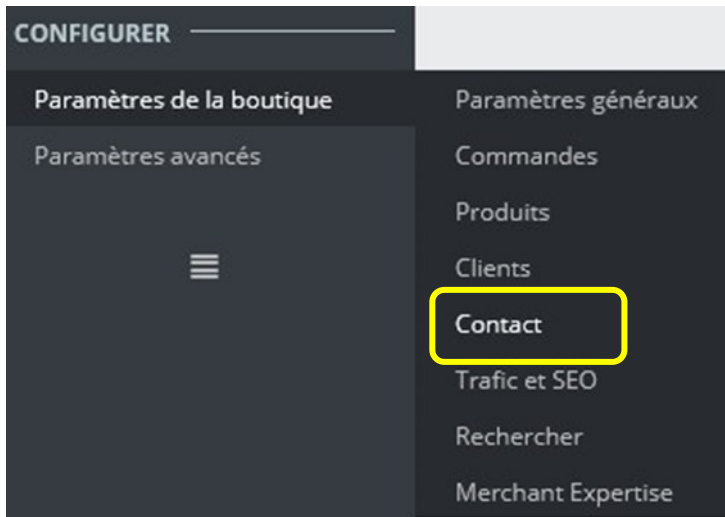 CONFIGURER
Paramètres de la boutique
Paramètres avancés
Paramètres généraux
Commandes
Produits
Clients
Contact
Trafic et SEO
Rechercher
Merchant Expertise